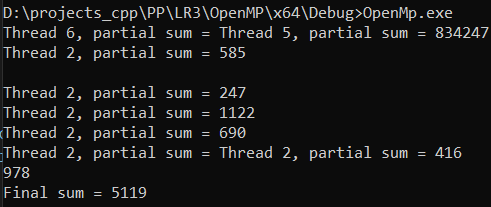 D:\projects_cpp\PP\LR3\OpenMP\x64\Debug>OpenMp.exe
Thread 6, partial sum = Thread 5, partial sum = 834247
Thread 2, partial sum = 585

Thread 2, partial sum = 247
Thread 2, partial sum = 1122
Thread 2, partial sum = 690
Thread 2, partial sum = Thread 2, partial sum = 416
978
Final sum = 5119